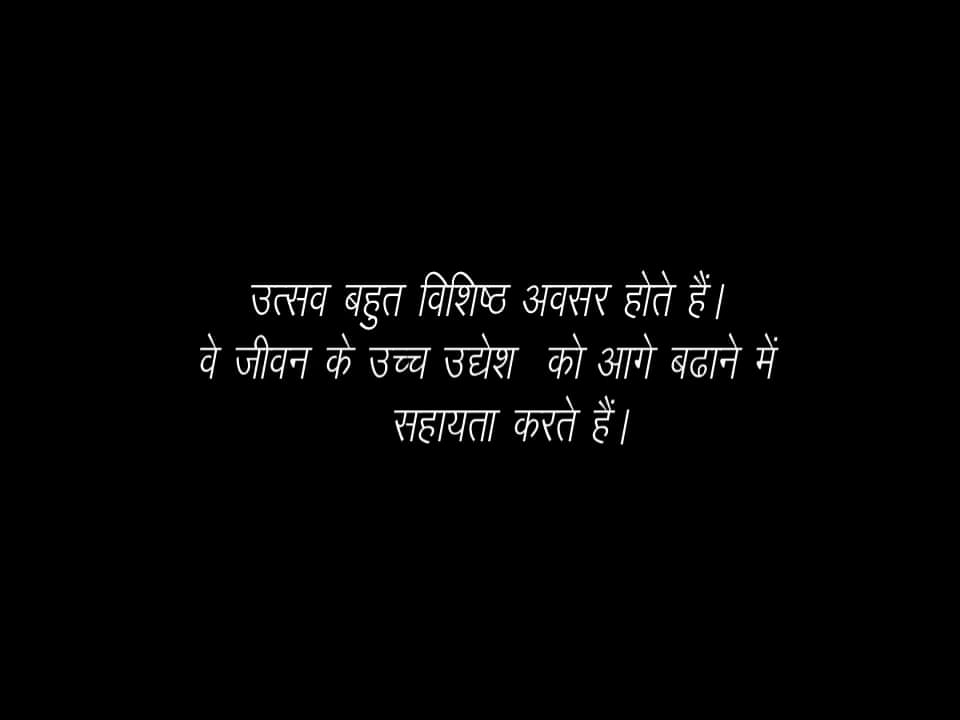 उत्सव बहुत विशिष्ठ अवसर होते हैं।
वे जीवन के उच्च उद्येश को आगे बढाने में
सहायता करते हैं।